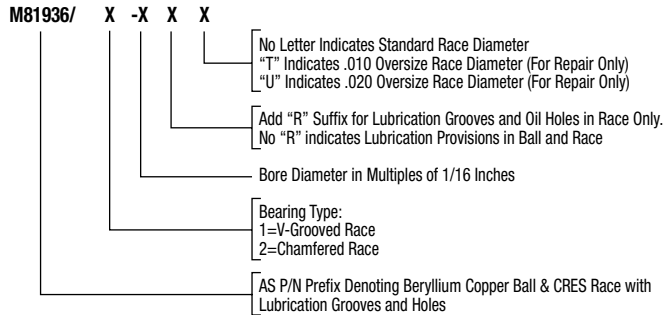 M81936/ X -X X X
No Letter Indicates Standard Race Diameter
“T” Indicates .010 Oversize Race Diameter (For Repair Only)
“U” Indicates .020 Oversize Race Diameter (For Repair Only)
Add “R” Suffix for Lubrication Grooves and Oil Holes in Race Only.
No “R” indicates Lubrication Provisions in Ball and Race
Bore Diameter in Multiples of 1/16 Inches
Bearing Type:
1=V-Grooved Race
2=Chamfered Race
AS P/N Prefix Denoting Beryllium Copper Ball & CRES Race with
Lubrication Grooves and Holes